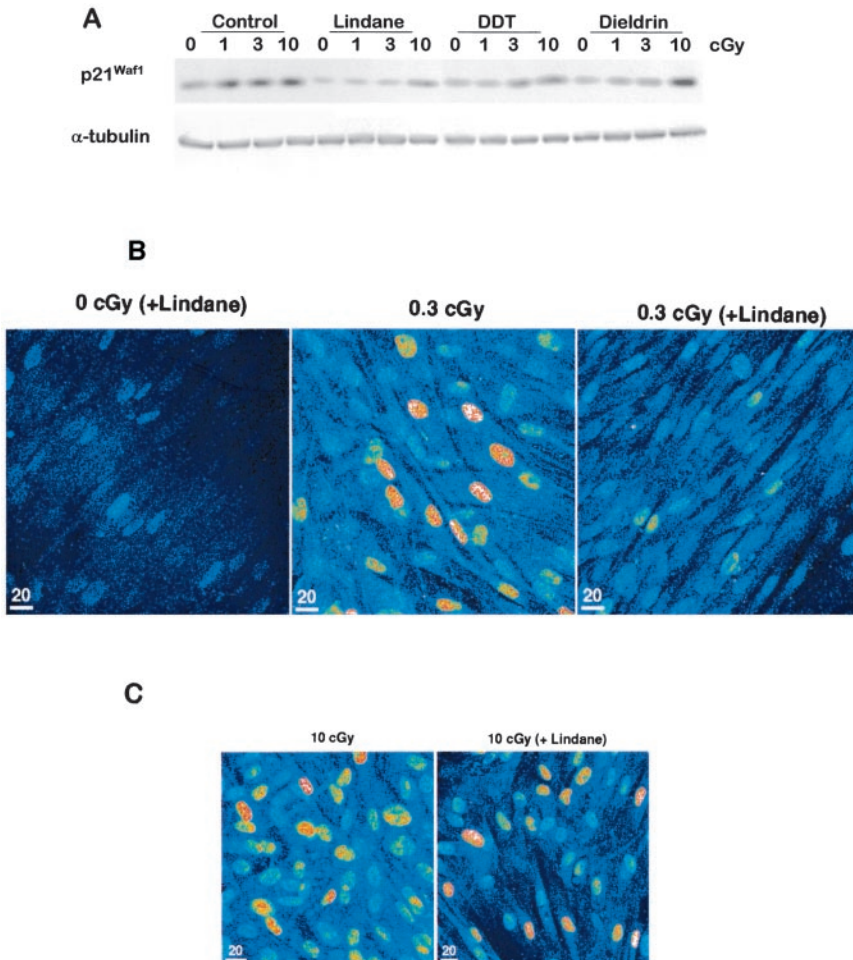 A
Control Lindane DDT Dieldrin
0 1 3 10 0 1 3 10 0 1 3 10 0 1 3 10 cGy
p21Waf1
α-tubulin
B
0 cGy (+Lindane) 0.3 cGy 0.3 cGy (+Lindane)
20 20 20
C
10 cGy 10 cGy (+ Lindane)
20 20